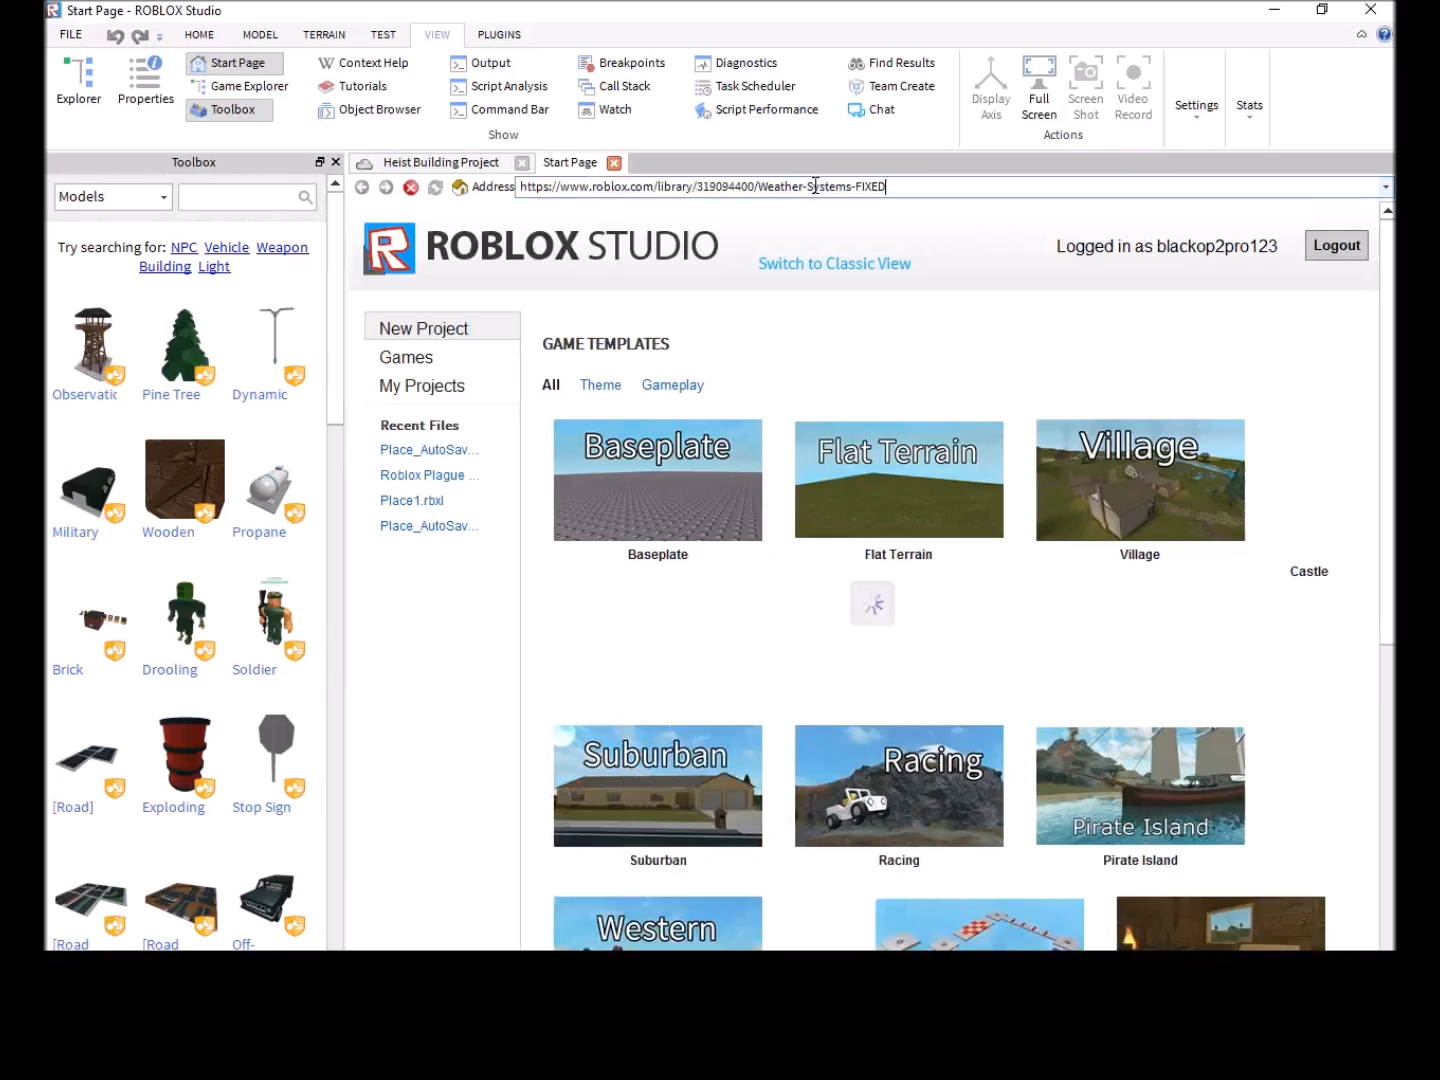 Start Page - ROBLOX Studio
FILE HOME MODEL TERRAIN TEST VIEW PLUGINS
Explorer
Properties
Start Page
Game Explorer
Toolbox
Context Help
Tutorials
Object Browser
Output
Script Analysis
Command Bar
Breakpoints
Call Stack
Watch
Diagnostics
Task Scheduler
Script Performance
Find Results
Team Create
Chat
Show
Display Axis
Full Screen
Screen Shot
Video Record
Actions
Settings
Stats
Toolbox
Heist Building Project
Start Page
Models
Address https://www.roblox.com/library/319094400/Weather-Systems-FIXED
Try searching for: NPC Vehicle Weapon
Building Light
Observatic
Pine Tree
Dynamic
Military
Wooden
Propane
Brick
Drooling
Soldier
[Road]
Exploding
Stop Sign
[Road
[Road
Off-
ROBLOX STUDIO
Switch to Classic View
Logged in as blackop2pro123
Logout
New Project
Games
My Projects
Recent Files
Place_AutoSav...
Roblox Plague ...
Place1.rbxl
Place_AutoSav...
GAME TEMPLATES
All Theme Gameplay
Baseplate
Flat Terrain
Village
Baseplate
Flat Terrain
Village
Castle
Suburban
Racing
Pirate Island
Suburban
Racing
Pirate Island
Western